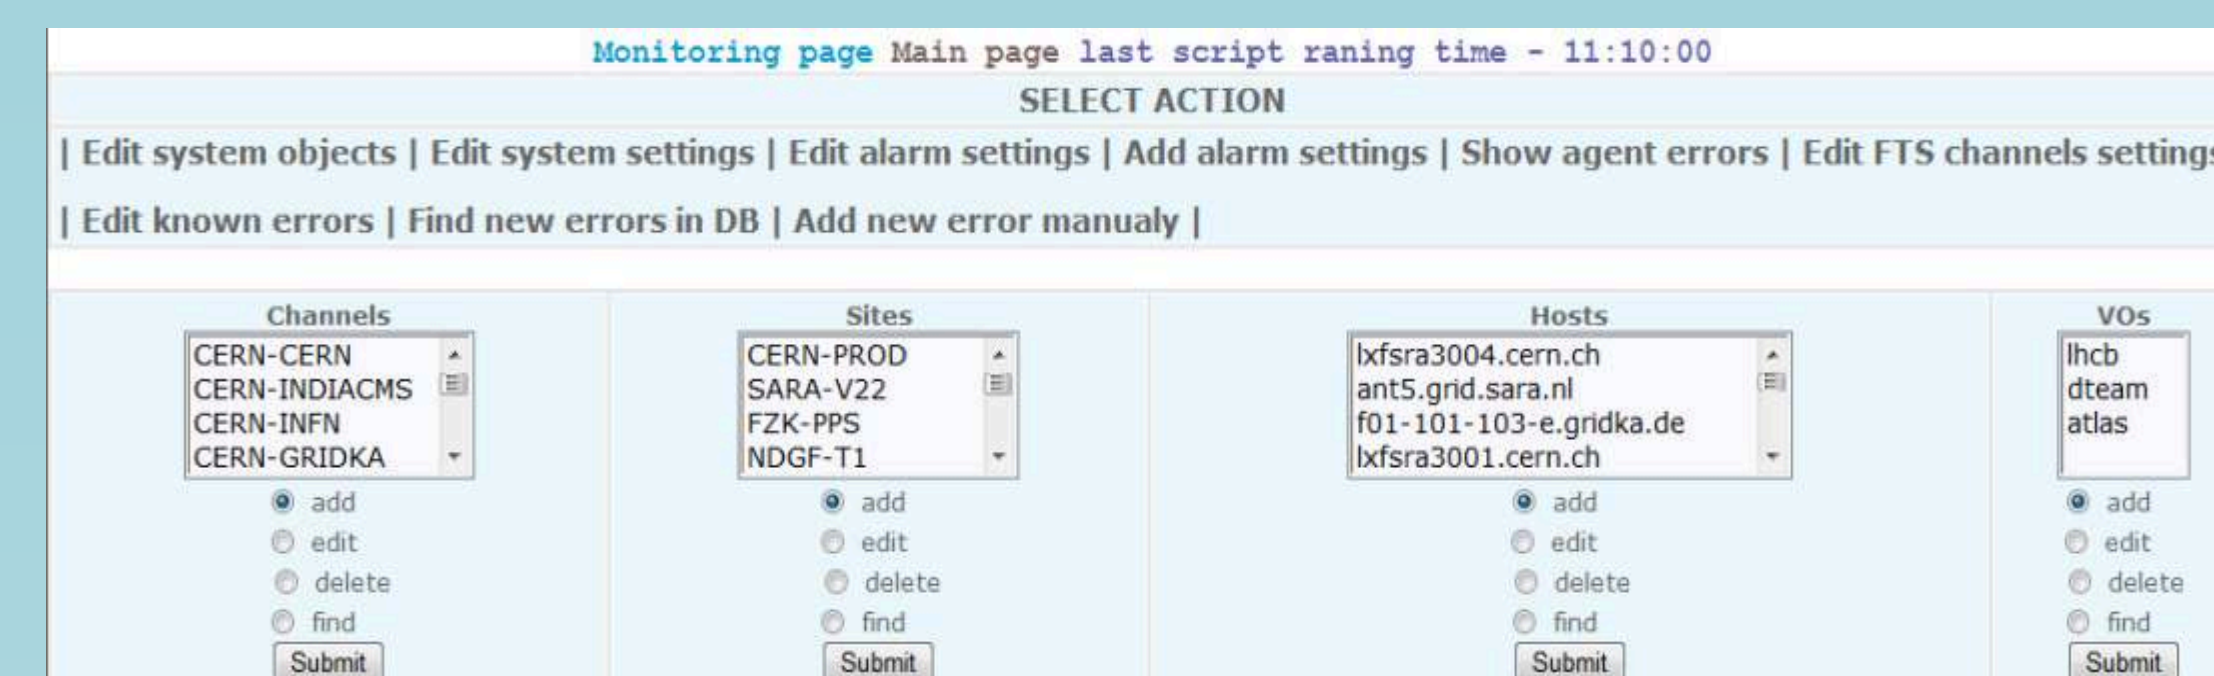 Monitoring page Main page last script raning time - 11:10:00
SELECT ACTION
| Edit system objects | Edit system settings | Edit alarm settings | Add alarm settings | Show agent errors | Edit FTS channels settings
| Edit known errors | Find new errors in DB | Add new error manualy |
Channels
CERN-CERN
CERN-INDIACMS
CERN-INFN
CERN-GRIDKA
add
edit
delete
find
Submit
Sites
CERN-PROD
SARA-V22
FZK-PPS
NDGF-T1
add
edit
delete
find
Submit
Hosts
lxfsra3004.cern.ch
ant5.grid.sara.nl
f01-101-103-e.gridka.de
lxfsra3001.cern.ch
add
edit
delete
find
Submit
VOs
lhcb
dteam
atlas
add
edit
delete
find
Submit